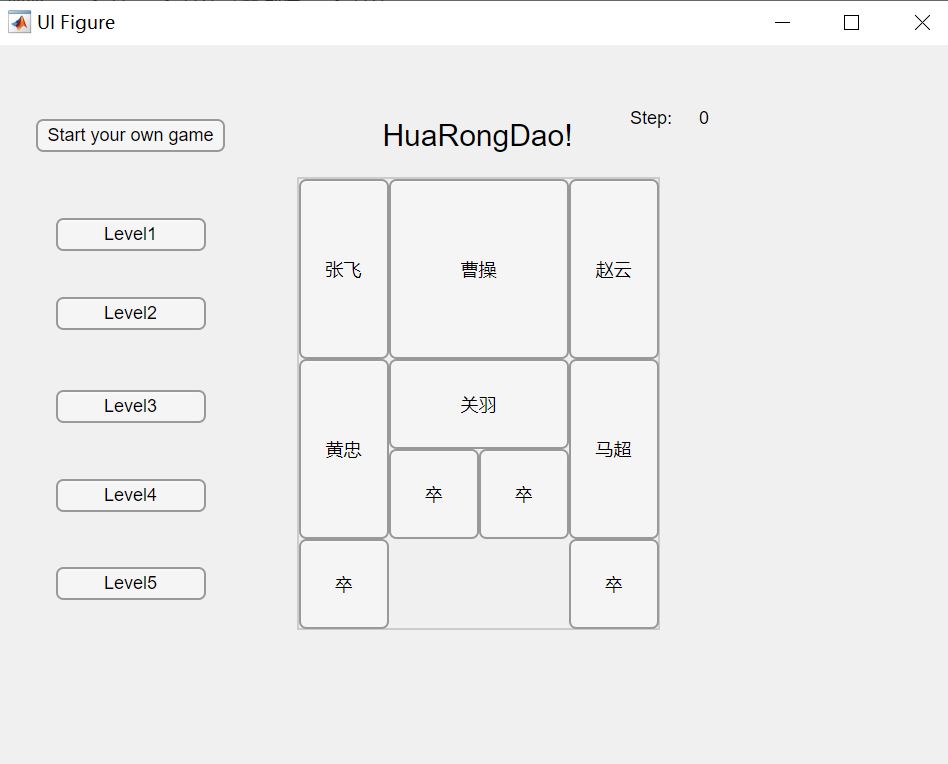 UI Figure
Start your own game
HuaRongDao!
Step: 0
Level1
Level2
Level3
Level4
Level5
张飞
曹操
赵云
黄忠
关羽
马超
卒
卒
卒
卒